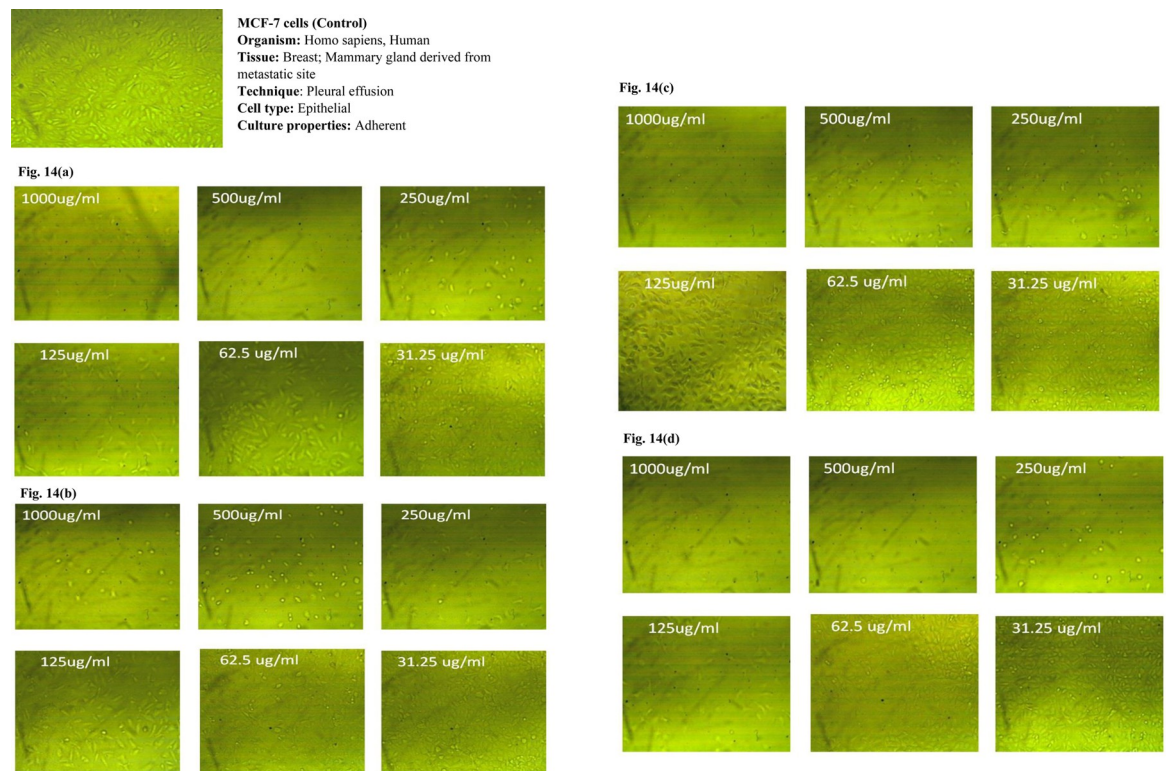 MCF-7 cells (Control)
Organism: Homo sapiens, Human
Tissue: Breast; Mammary gland derived from
metastatic site
Technique: Pleural effusion
Cell type: Epithelial
Culture properties: Adherent
Fig. 14(a)
1000ug/ml
500ug/ml
250ug/ml
125ug/ml
62.5 ug/ml
31.25 ug/ml
Fig. 14(b)
1000ug/ml
500ug/ml
250ug/ml
125ug/ml
62.5 ug/ml
31.25 ug/ml
Fig. 14(c)
1000ug/ml
500ug/ml
250ug/ml
125ug/ml
62.5 ug/ml
31.25 ug/ml
Fig. 14(d)
1000ug/ml
500ug/ml
250ug/ml
125ug/ml
62.5 ug/ml
31.25 ug/ml